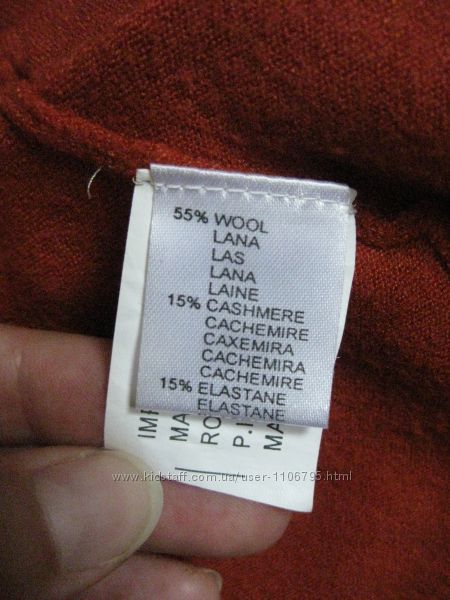 55% WOOL
LANA
LAS
LANA
LAINE
15% CASHMERE
CACHEMIRE
CAXEMIRA
CACHEMIRA
CACHEMIRE
15% ELASTANE
ELASTANE
www.kidstaff.com.ua/user-1106795.html